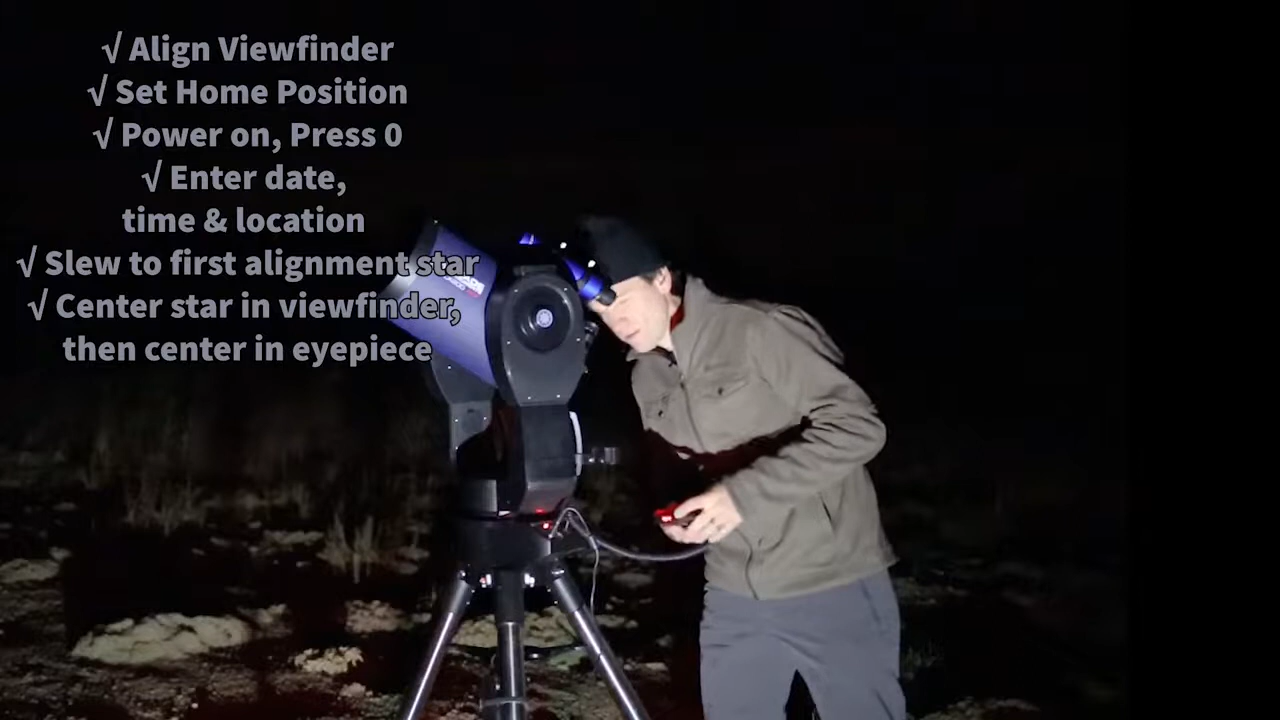 √ Align Viewfinder
√ Set Home Position
√ Power on, Press 0
√ Enter date,
time & location
√ Slew to first alignment star
√ Center star in viewfinder,
then center in eyepiece